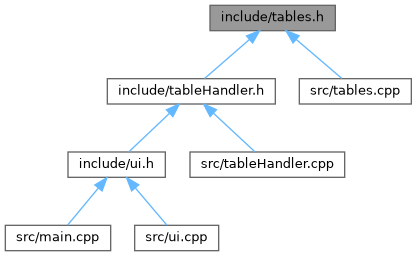 include/tables.h
include/tableHandler.h
src/tables.cpp
include/ui.h
src/tableHandler.cpp
src/main.cpp
src/ui.cpp